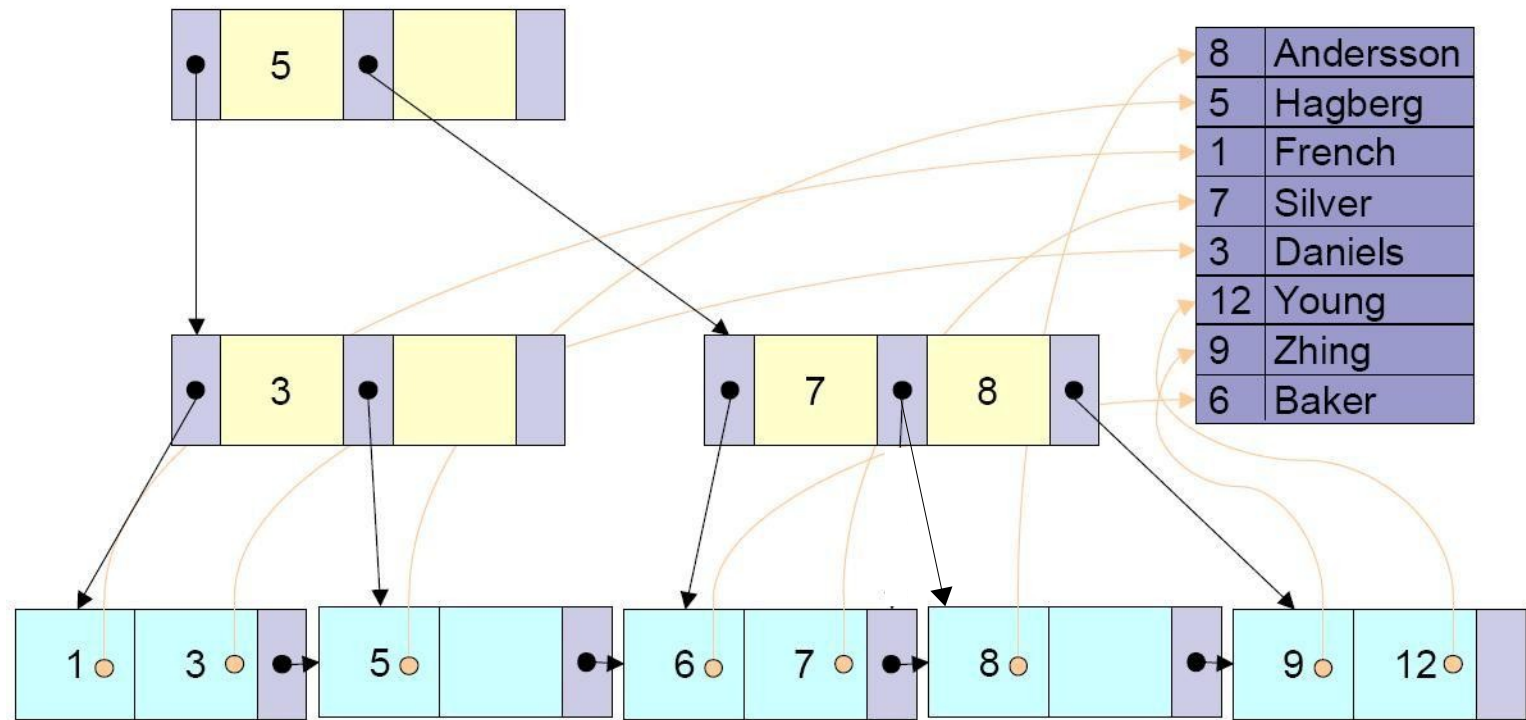 5
8 Andersson
5 Hagberg
1 French
7 Silver
3 Daniels
12 Young
9 Zhing
6 Baker
3 7 8
1 3 5 6 7 8 9 12